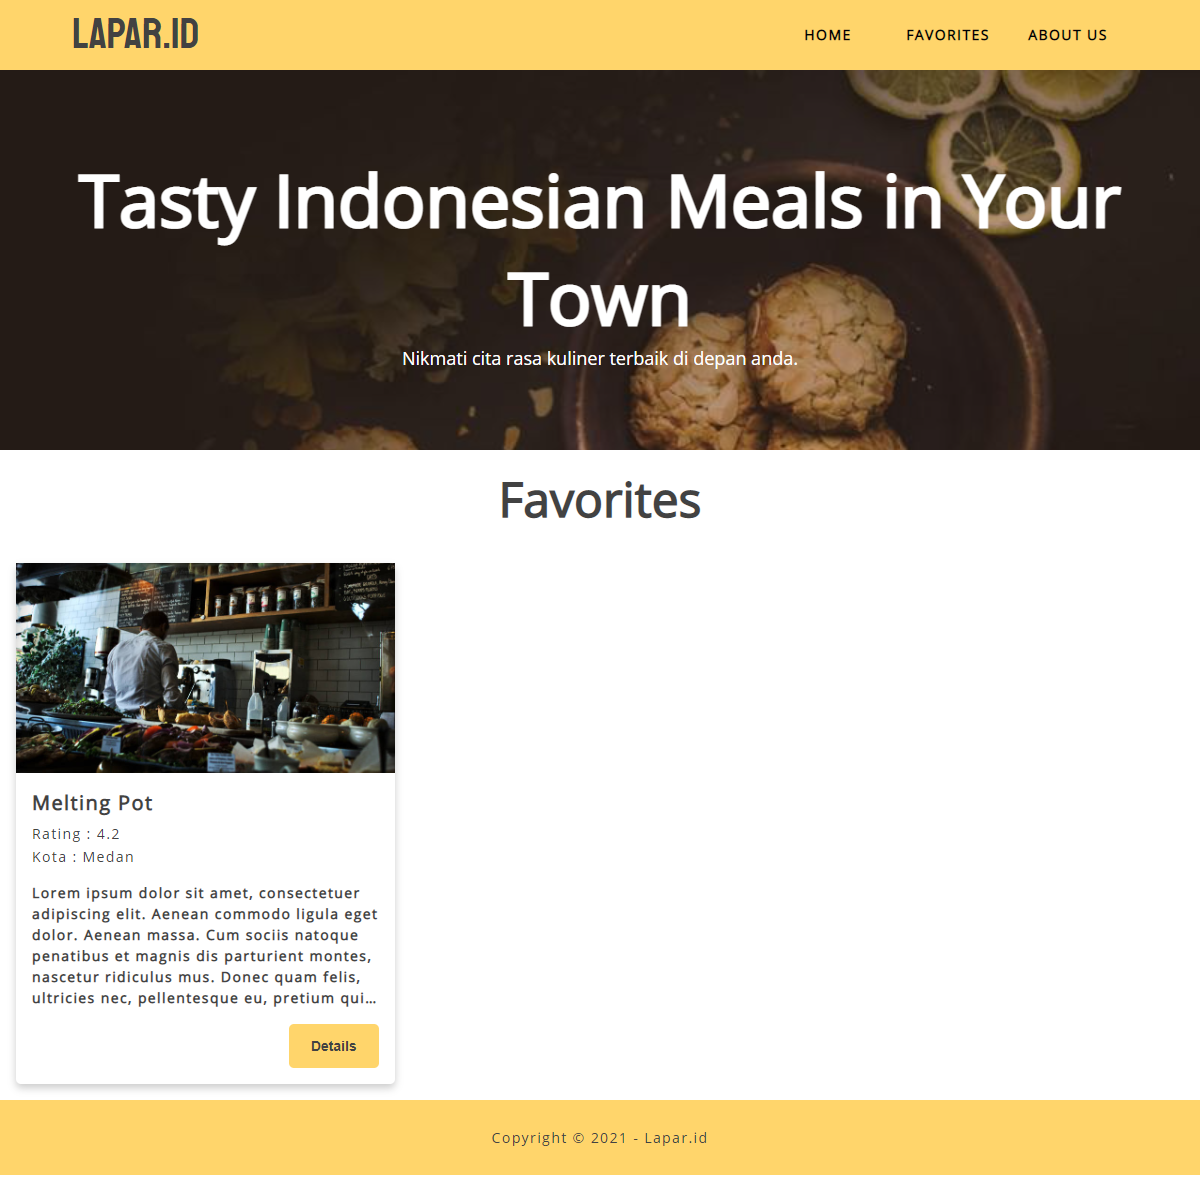 LAPAR.ID
HOME FAVORITES ABOUT US
Tasty Indonesian Meals in Your
Town
Nikmati cita rasa kuliner terbaik di depan anda.
Favorites
Melting Pot
Rating : 4.2
Kota : Medan
Lorem ipsum dolor sit amet, consectetuer
adipiscing elit. Aenean commodo ligula eget
dolor. Aenean massa. Cum sociis natoque
penatibus et magnis dis parturient montes,
nascetur ridiculus mus. Donec quam felis,
ultricies nec, pellentesque eu, pretium qui…
Details
Copyright © 2021 - Lapar.id